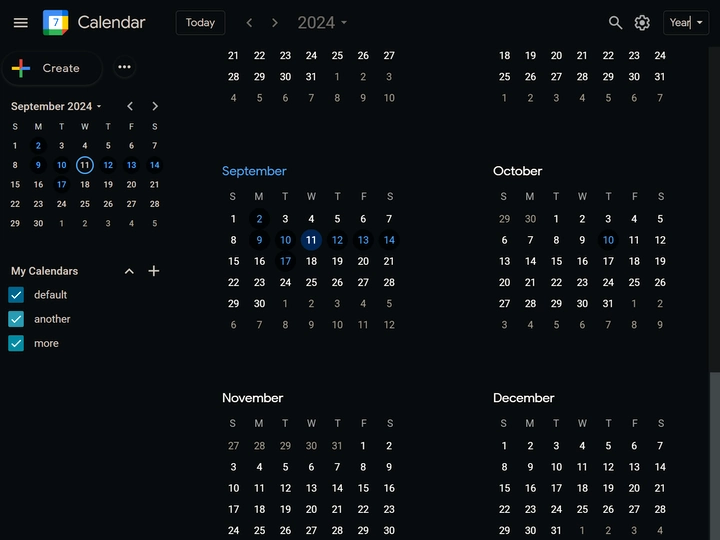 7 Calendar Today 2024 Year
Create
September 2024
S M T W T F S
1 2 3 4 5 6 7
8 9 10 11 12 13 14
15 16 17 18 19 20 21
22 23 24 25 26 27 28
29 30 1 2 3 4 5
My Calendars
default
another
more
21 22 23 24 25 26 27
28 29 30 31 1 2 3
4 5 6 7 8 9 10
18 19 20 21 22 23 24
25 26 27 28 29 30 31
1 2 3 4 5 6 7
September
S M T W T F S
1 2 3 4 5 6 7
8 9 10 11 12 13 14
15 16 17 18 19 20 21
22 23 24 25 26 27 28
29 30 1 2 3 4 5
6 7 8 9 10 11 12
October
S M T W T F S
29 30 1 2 3 4 5
6 7 8 9 10 11 12
13 14 15 16 17 18 19
20 21 22 23 24 25 26
27 28 29 30 31 1 2
3 4 5 6 7 8 9
November
S M T W T F S
27 28 29 30 31 1 2
3 4 5 6 7 8 9
10 11 12 13 14 15 16
17 18 19 20 21 22 23
24 25 26 27 28 29 30
December
S M T W T F S
1 2 3 4 5 6 7
8 9 10 11 12 13 14
15 16 17 18 19 20 21
22 23 24 25 26 27 28
29 30 31 1 2 3 4